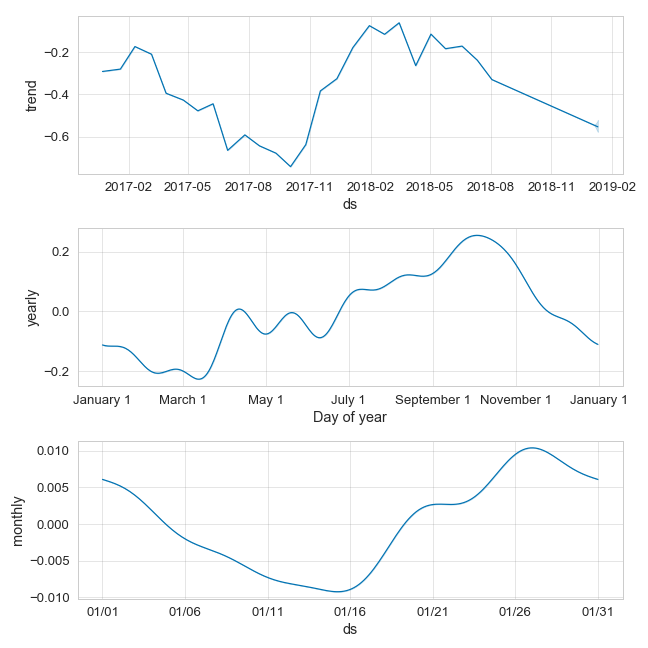 −0.2
−0.4
−0.6
trend
2017-02 2017-05 2017-08 2017-11 2018-02 2018-05 2018-08 2018-11 2019-02
ds
0.2
0.0
−0.2
yearly
January 1 March 1 May 1 July 1 September 1 November 1 January 1
Day of year
0.010
0.005
0.000
−0.005
−0.010
monthly
01/01 01/06 01/11 01/16 01/21 01/26 01/31
ds